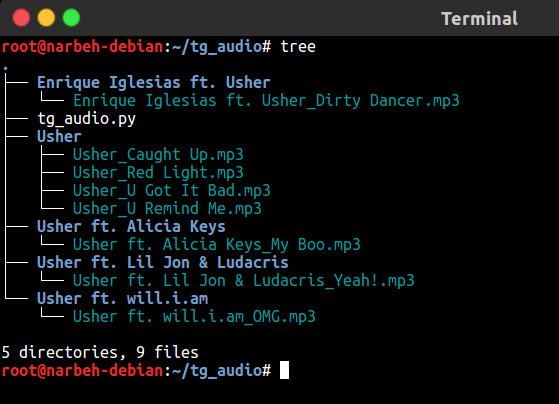 Terminal
root@narbeh-debian:~/tg_audio# tree
.
├── Enrique Iglesias ft. Usher
│   └── Enrique Iglesias ft. Usher_Dirty Dancer.mp3
├── tg_audio.py
├── Usher
│   ├── Usher_Caught Up.mp3
│   ├── Usher_Red Light.mp3
│   ├── Usher_U Got It Bad.mp3
│   └── Usher_U Remind Me.mp3
├── Usher ft. Alicia Keys
│   └── Usher ft. Alicia Keys_My Boo.mp3
├── Usher ft. Lil Jon & Ludacris
│   └── Usher ft. Lil Jon & Ludacris_Yeah!.mp3
└── Usher ft. will.i.am
    └── Usher ft. will.i.am_OMG.mp3

5 directories, 9 files
root@narbeh-debian:~/tg_audio#